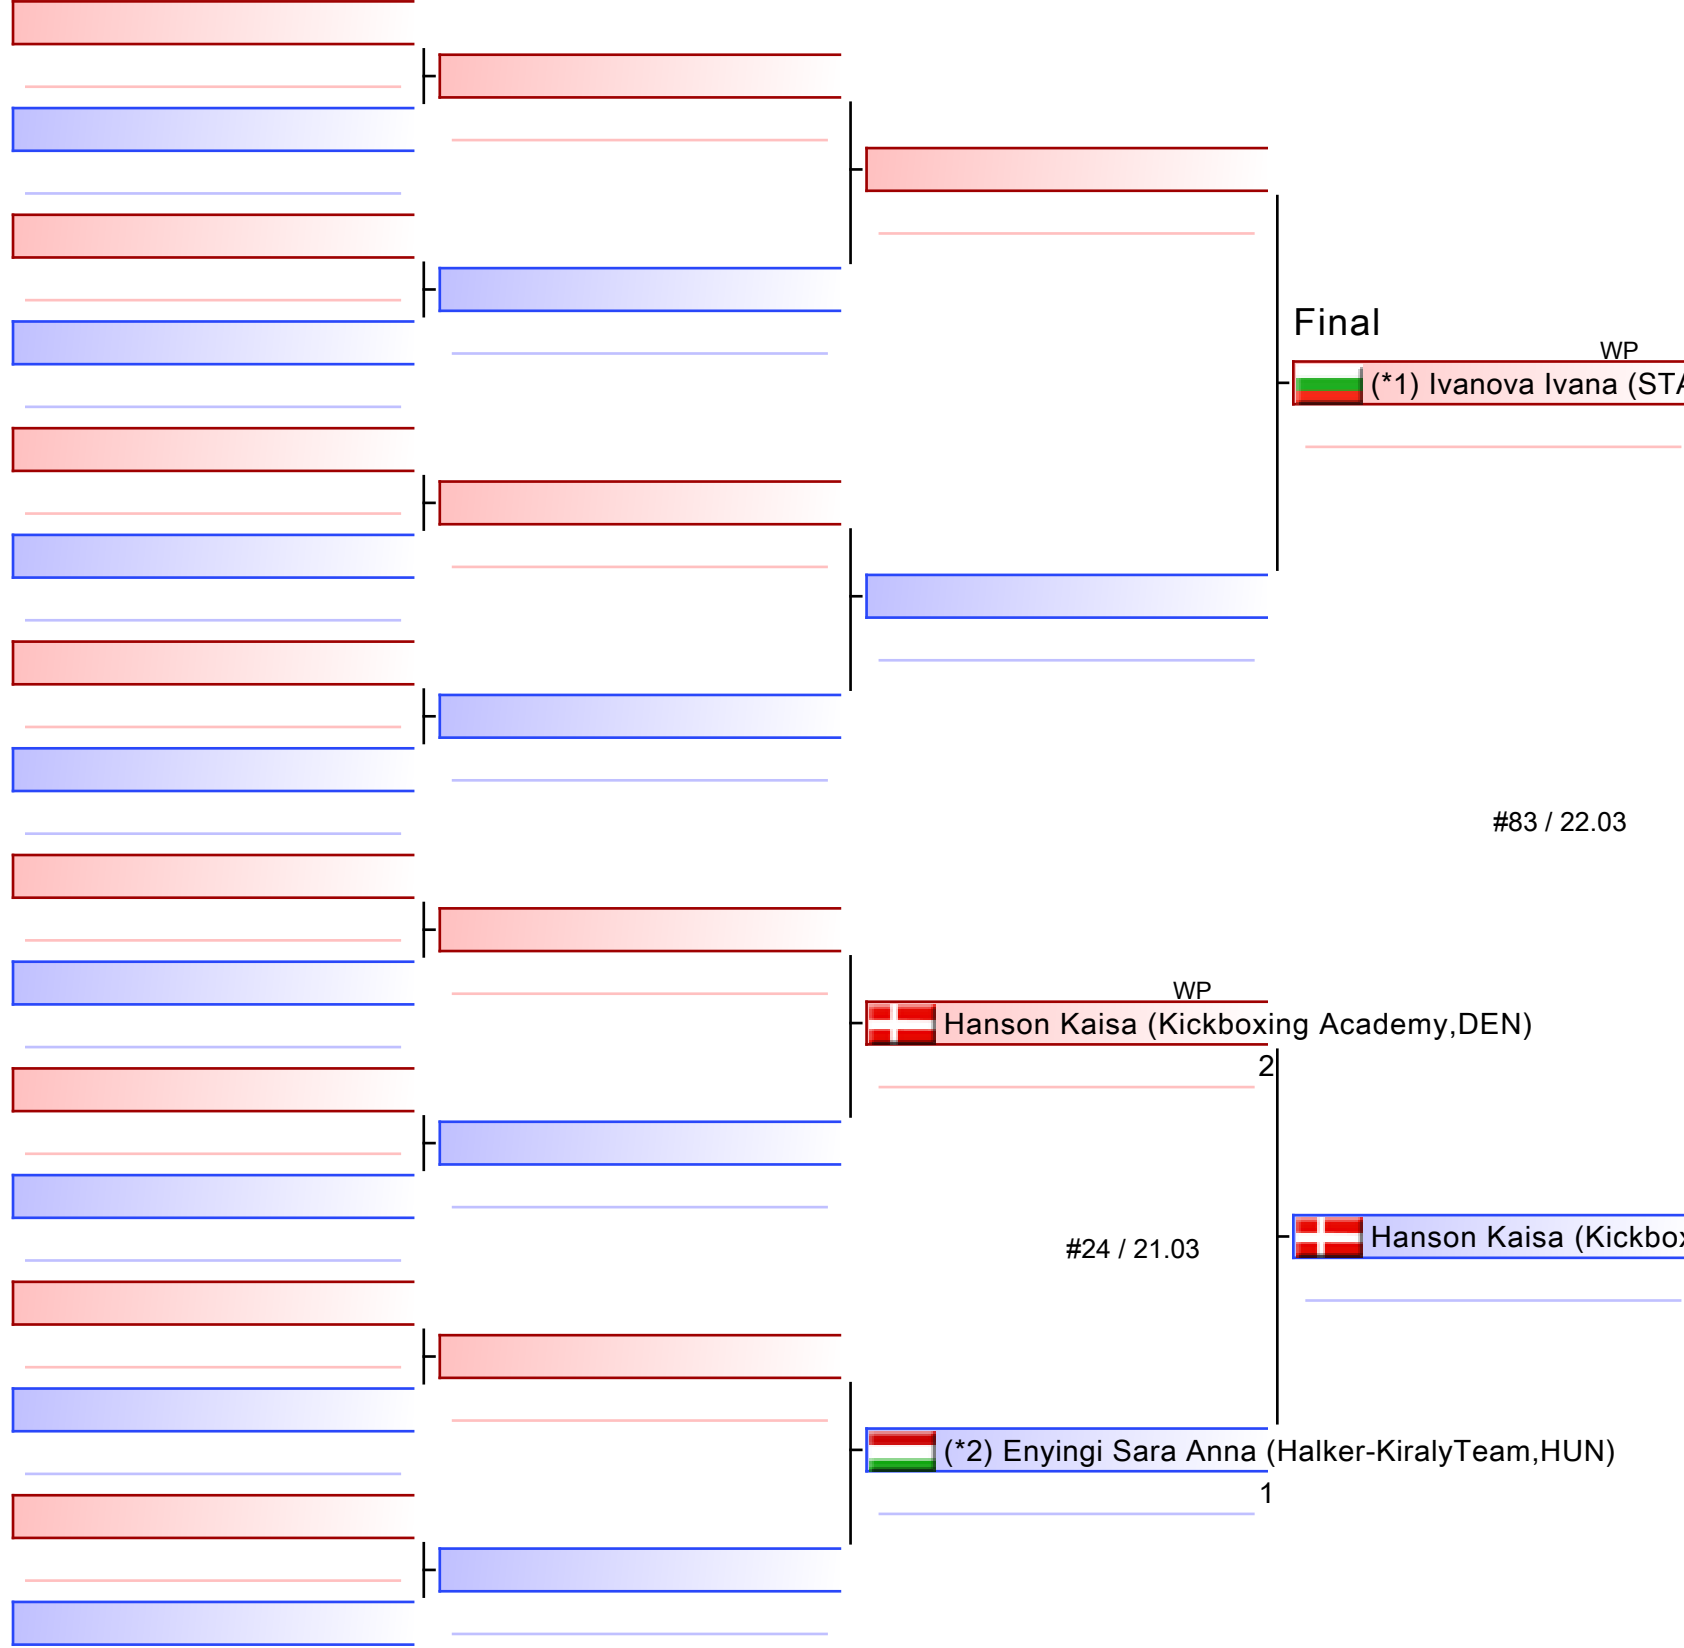 Final
WP
(*1) Ivanova Ivana (STA
#83 / 22.03
WP
Hanson Kaisa (Kickboxing Academy,DEN)
2
#24 / 21.03
Hanson Kaisa (Kickbox
(*2) Enyingi Sara Anna (Halker-KiralyTeam,HUN)
1